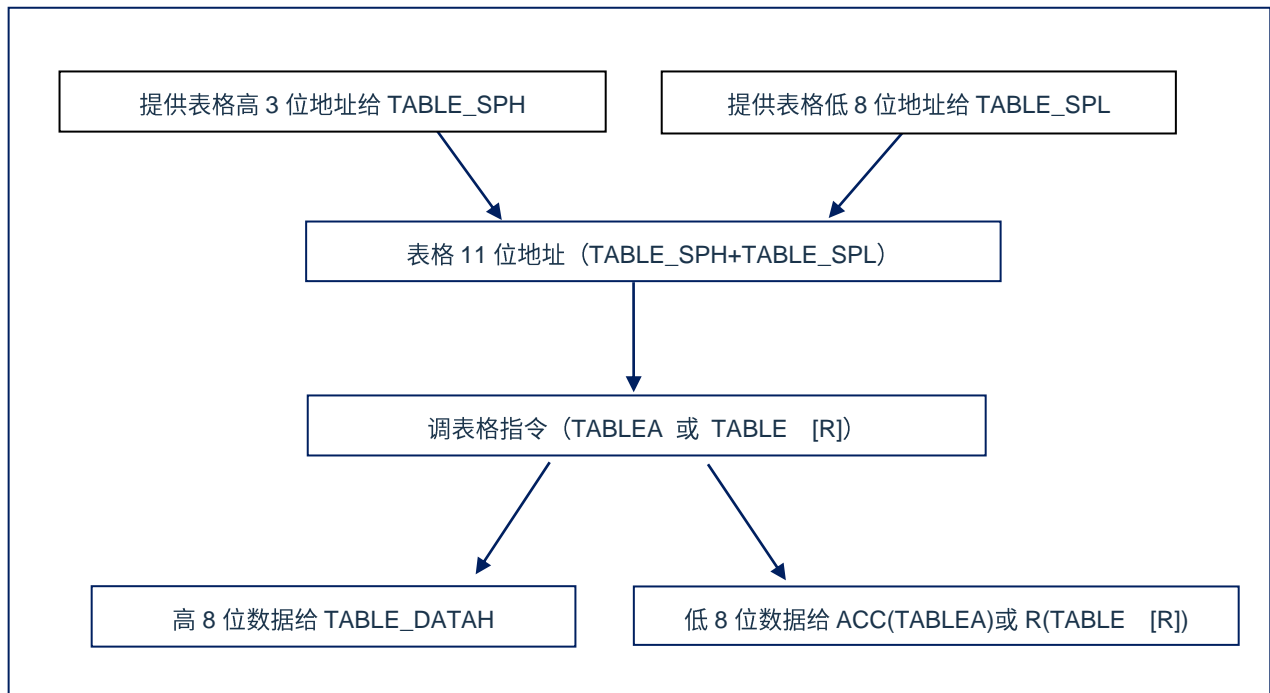 提供表格高 3 位地址给 TABLE_SPH
提供表格低 8 位地址给 TABLE_SPL
表格 11 位地址（TABLE_SPH+TABLE_SPL）
调表格指令（TABLEA 或 TABLE [R]）
高 8 位数据给 TABLE_DATAH
低 8 位数据给 ACC(TABLEA)或 R(TABLE [R])